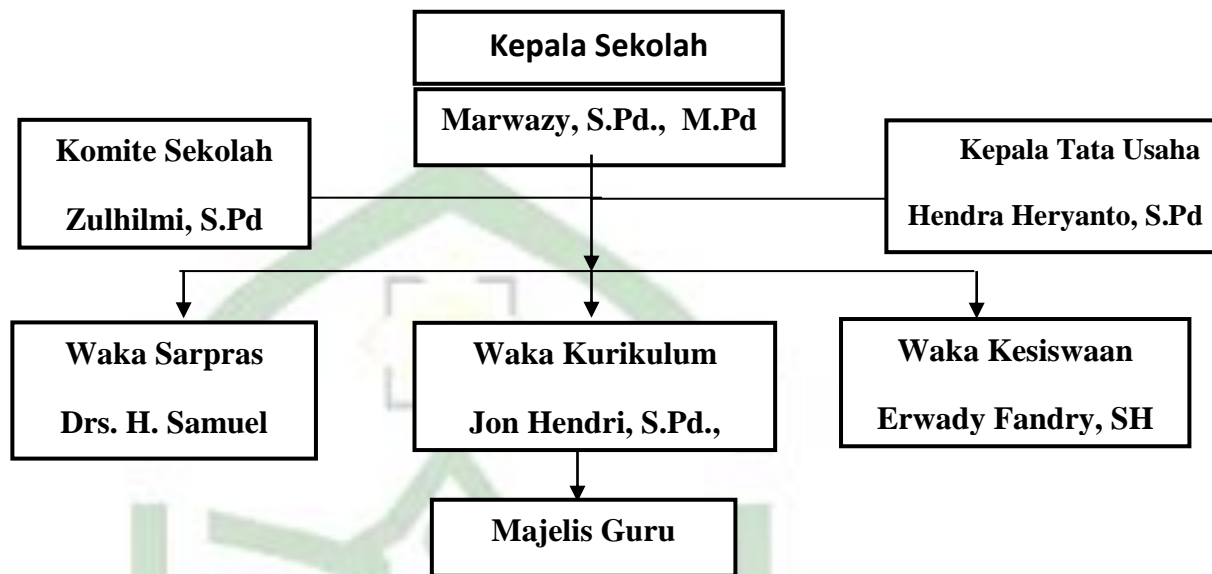 Kepala Sekolah
Marwazy, S.Pd., M.Pd
Komite Sekolah
Zulhilmi, S.Pd
Kepala Tata Usaha
Hendra Heryanto, S.Pd
Waka Sarpras
Drs. H. Samuel
Waka Kurikulum
Jon Hendri, S.Pd.,
Waka Kesiswaan
Erwady Fandry, SH
Majelis Guru